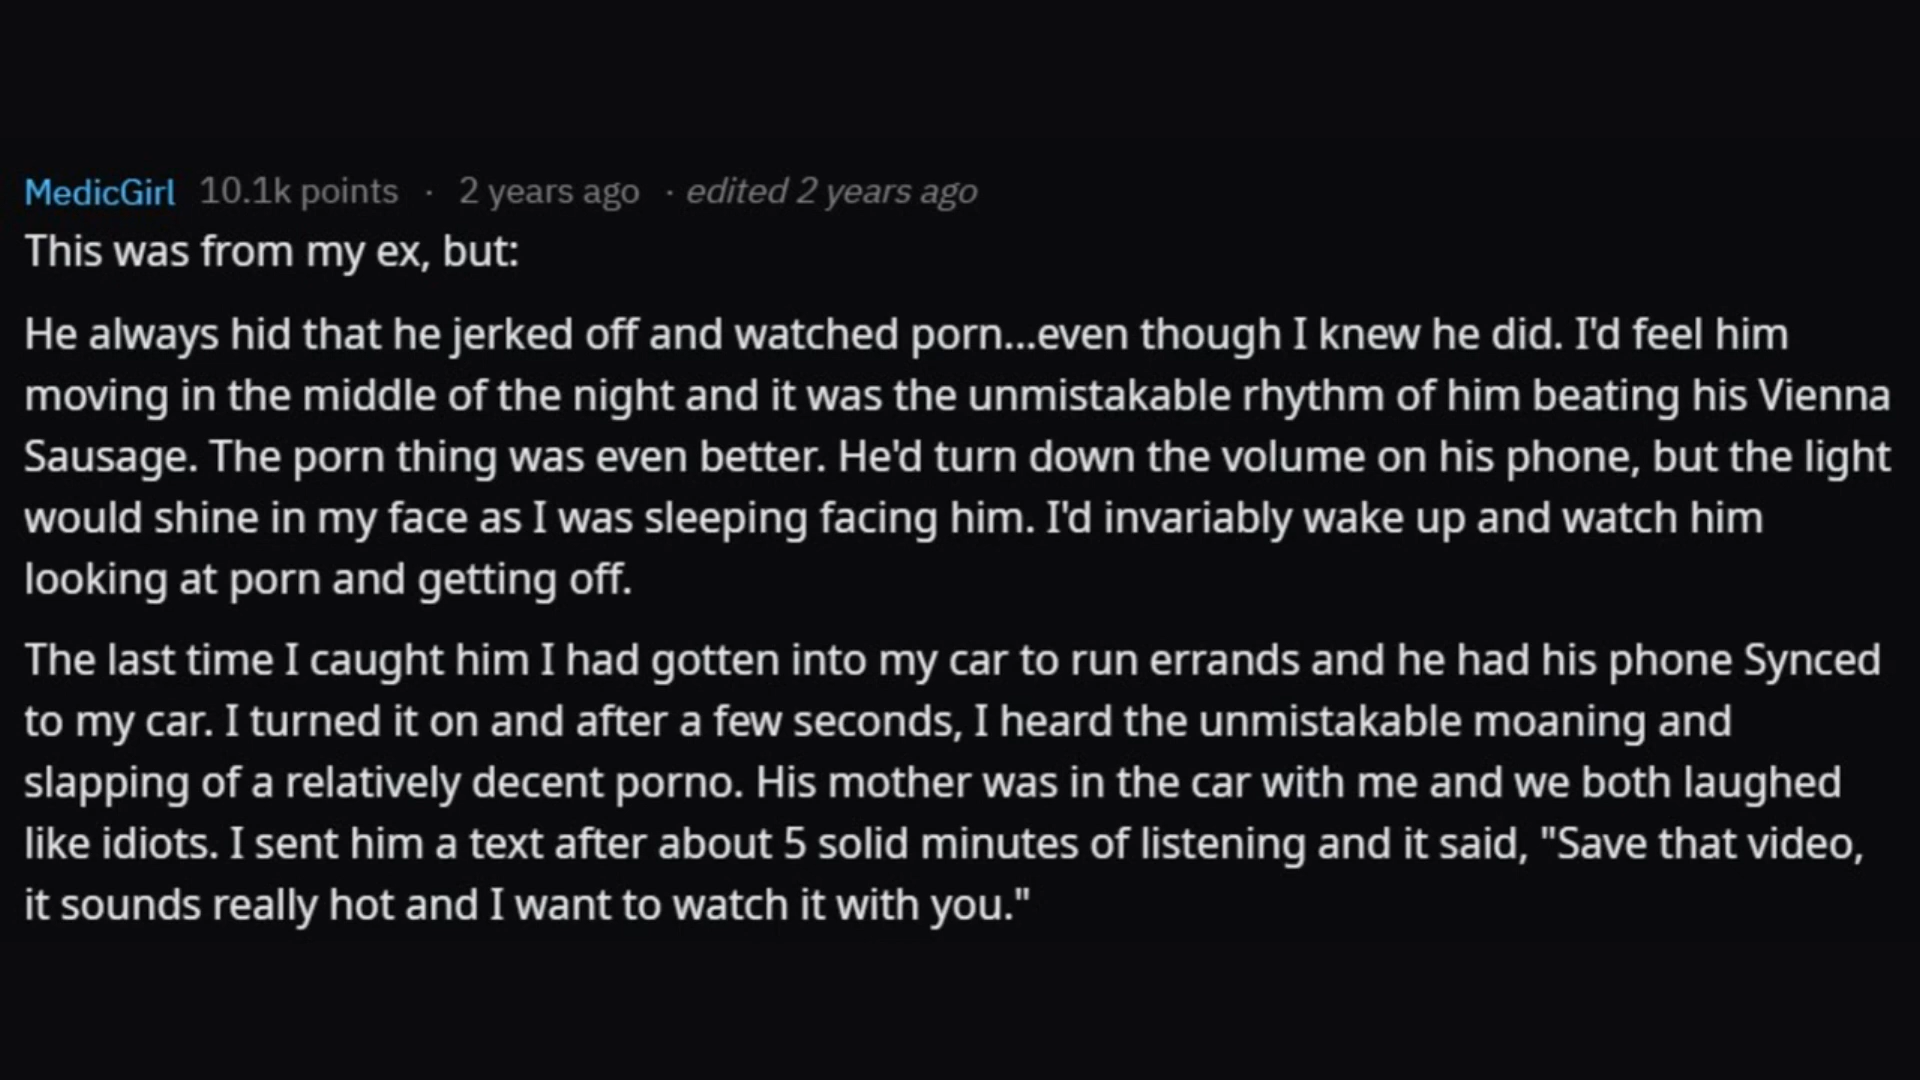 MedicGirl 10.1k points · 2 years ago · edited 2 years ago
This was from my ex, but:
He always hid that he jerked off and watched porn...even though I knew he did. I'd feel him
moving in the middle of the night and it was the unmistakable rhythm of him beating his Vienna
Sausage. The porn thing was even better. He'd turn down the volume on his phone, but the light
would shine in my face as I was sleeping facing him. I'd invariably wake up and watch him
looking at porn and getting off.
The last time I caught him I had gotten into my car to run errands and he had his phone Synced
to my car. I turned it on and after a few seconds, I heard the unmistakable moaning and
slapping of a relatively decent porno. His mother was in the car with me and we both laughed
like idiots. I sent him a text after about 5 solid minutes of listening and it said, "Save that video,
it sounds really hot and I want to watch it with you."